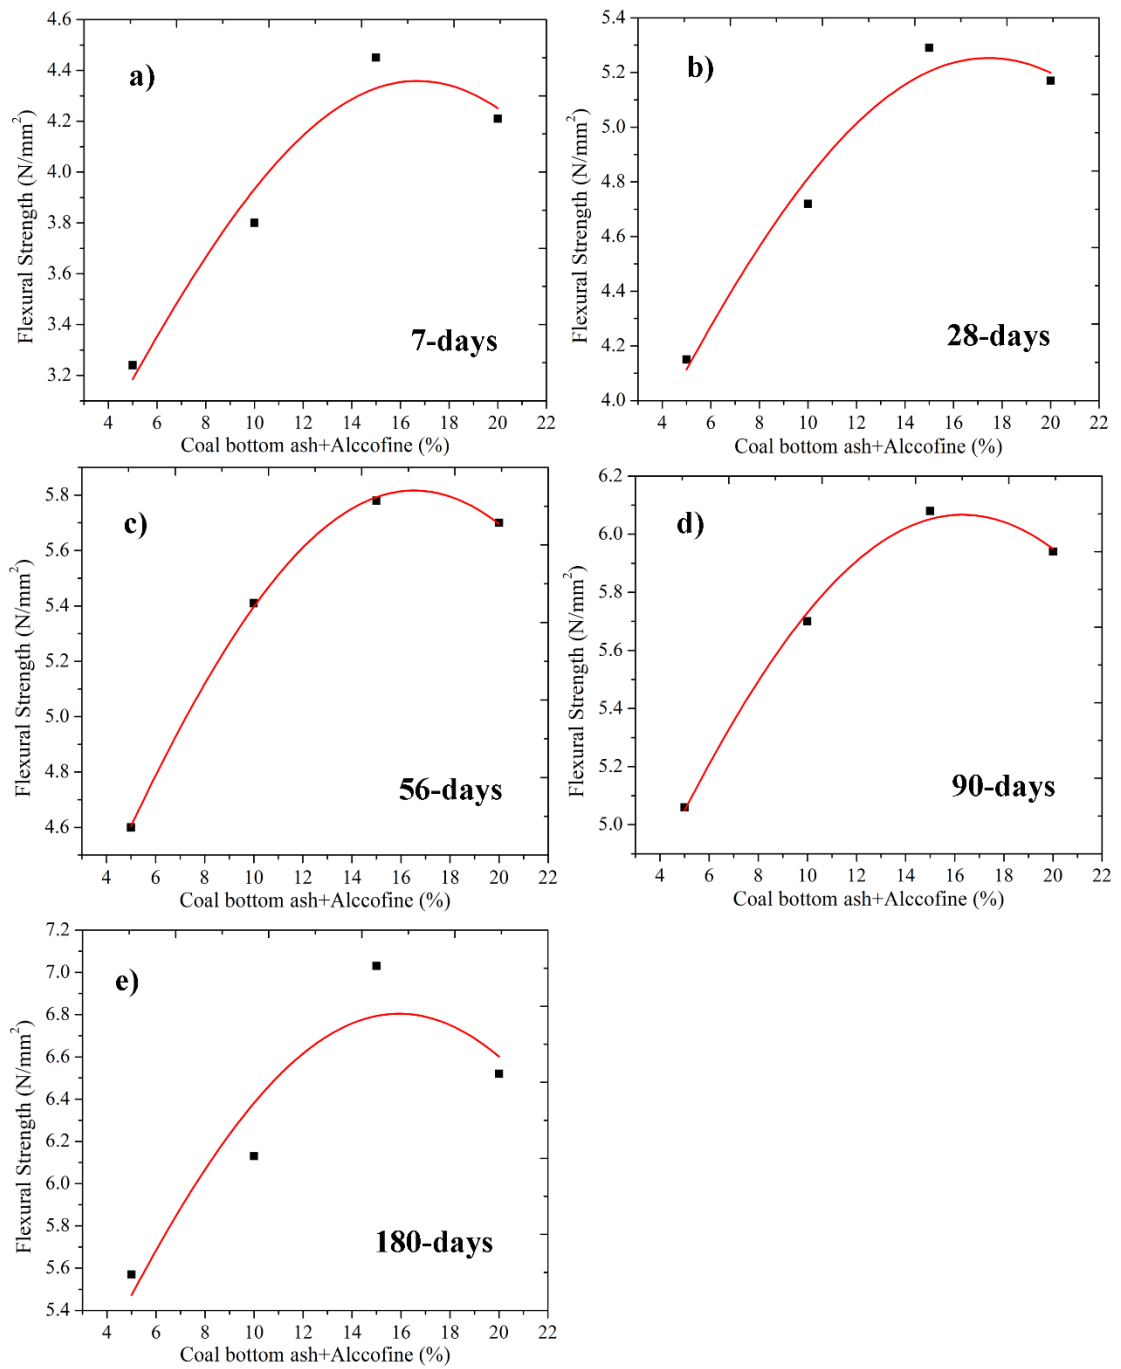 a)
7-days
Flexural Strength (N/mm²)
4.6
4.4
4.2
4.0
3.8
3.6
3.4
3.2
4 6 8 10 12 14 16 18 20 22
Coal bottom ash+Alccofine (%)
b)
28-days
Flexural Strength (N/mm²)
5.4
5.2
5.0
4.8
4.6
4.4
4.2
4.0
4 6 8 10 12 14 16 18 20 22
Coal bottom ash+Alccofine (%)
c)
56-days
Flexural Strength (N/mm²)
5.8
5.6
5.4
5.2
5.0
4.8
4.6
4 6 8 10 12 14 16 18 20 22
Coal bottom ash+Alccofine (%)
d)
90-days
Flexural Strength (N/mm²)
6.2
6.0
5.8
5.6
5.4
5.2
5.0
4 6 8 10 12 14 16 18 20 22
Coal bottom ash+Alccofine (%)
e)
180-days
Flexural Strength (N/mm²)
7.2
7.0
6.8
6.6
6.4
6.2
6.0
5.8
5.6
5.4
4 6 8 10 12 14 16 18 20 22
Coal bottom ash+Alccofine (%)